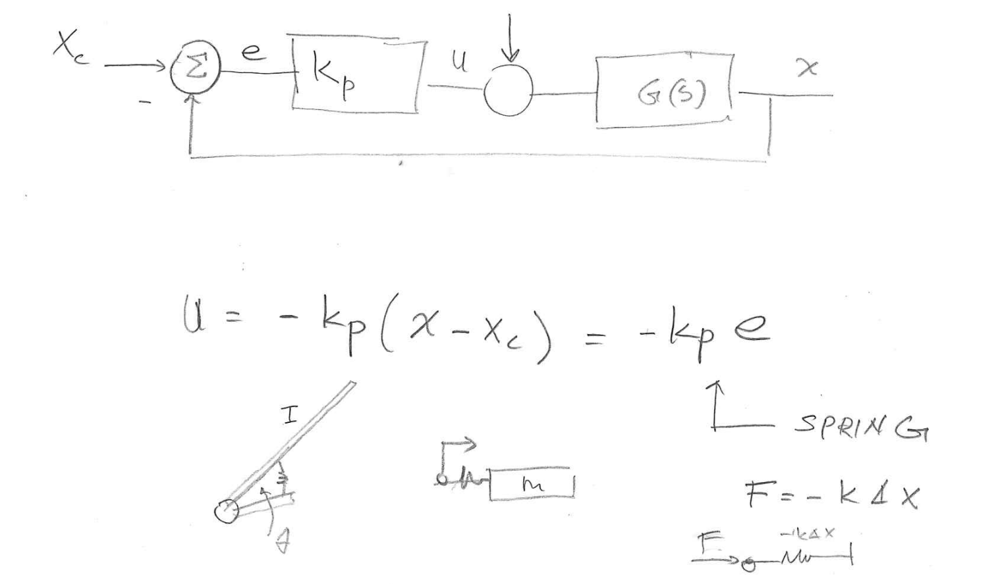 Xc Σ e kp u G(s) x
-
u = - kp ( x - xc ) = - kp e
I
SPRING
m
F = - k Δ x
θ
F -kΔx